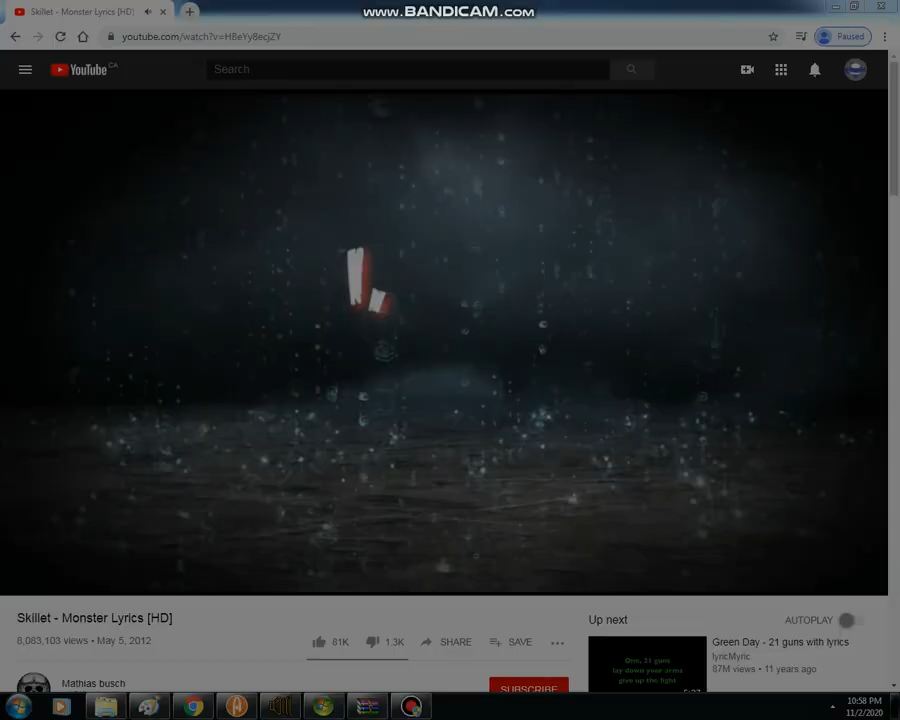 www.BANDICAM.com
Skillet - Monster Lyrics [HD]
youtube.com/watch?v=HBeYy8ecjZY
Paused
YouTube CA
Search
Skillet - Monster Lyrics [HD]
8,083,103 views • May 5, 2012
81K
1.3K
SHARE
SAVE
Mathias busch
SUBSCRIBE
Up next
AUTOPLAY
One, 21 guns
lay down your arms
give up the fight
5:27
Green Day - 21 guns with lyrics
lyricMyric
87M views • 11 years ago
10:58 PM
11/2/2020